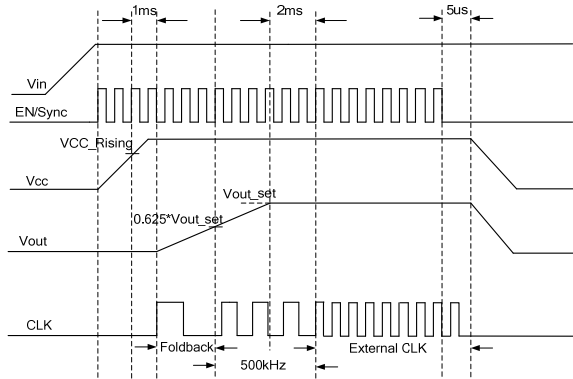 1ms
2ms
5us
Vin
EN/Sync
VCC_Rising
Vcc
Vout_set
0.625*Vout_set
Vout
CLK
Foldback
External CLK
500kHz